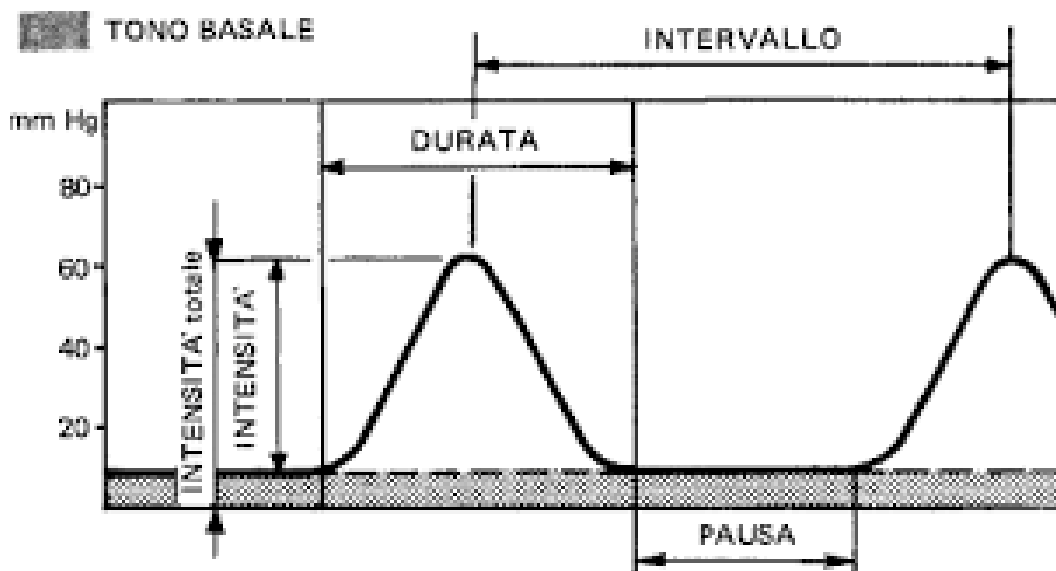 TONO BASALE
INTERVALLO
mm Hg
DURATA
80
60
40
20
INTENSITA' totale
INTENSITA'
PAUSA